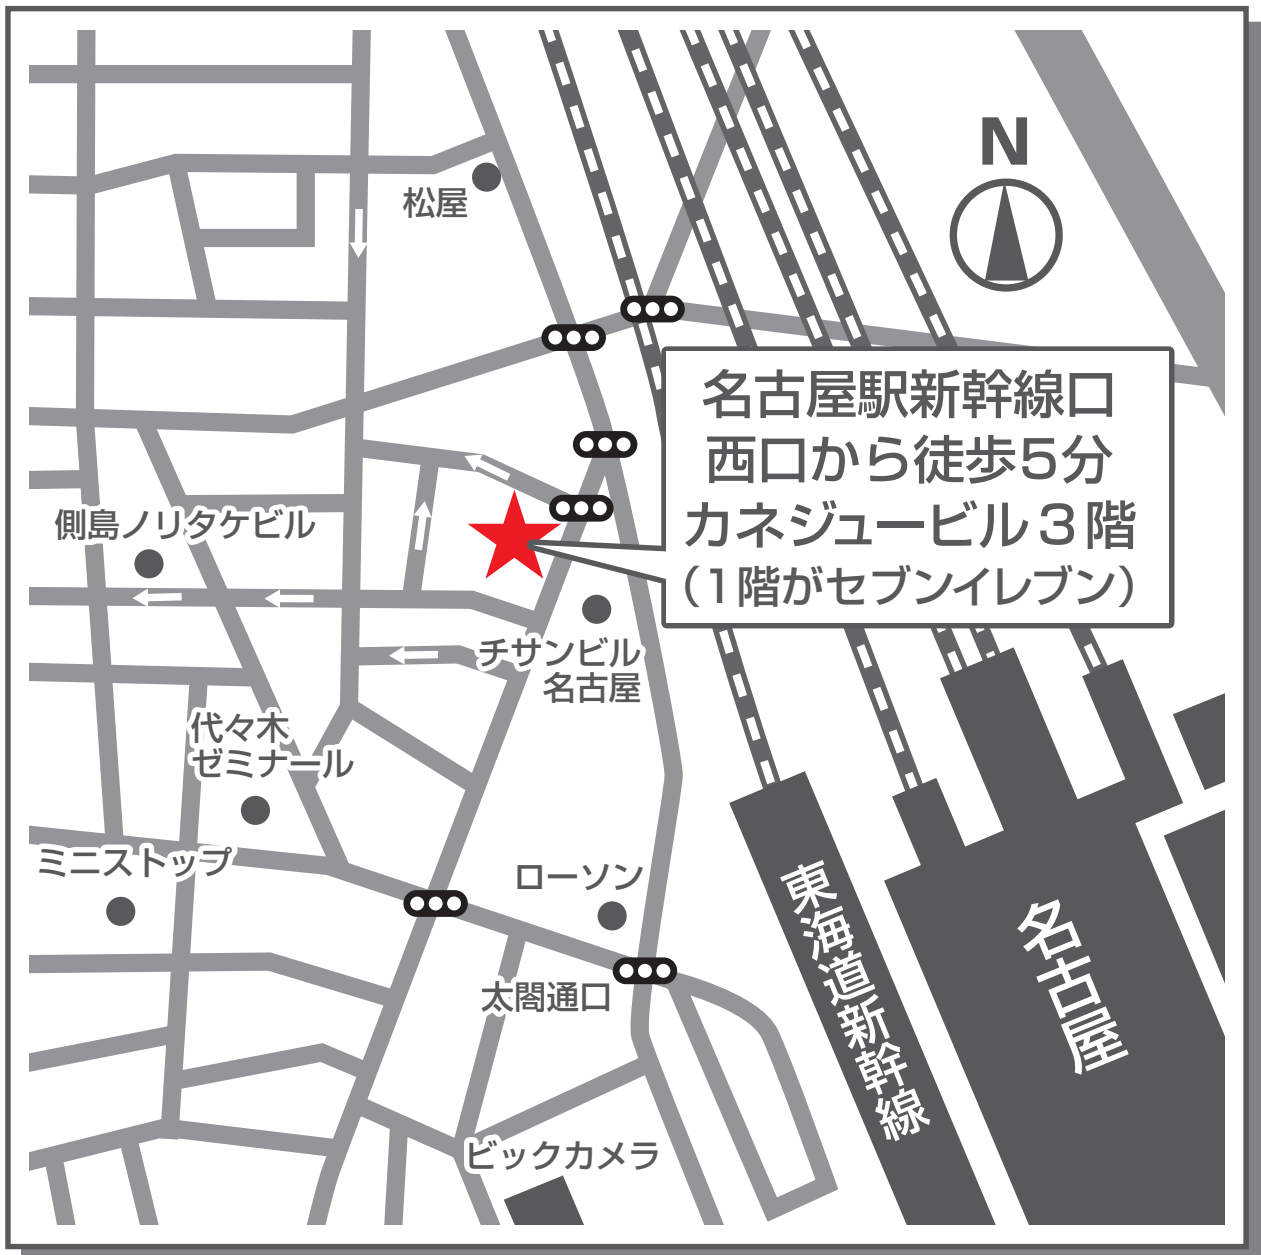 N
松屋
名古屋駅新幹線口
西口から徒歩5分
カネジュービル3階
(1階がセブンイレブン)
側島ノリタケビル
チサンビル
名古屋
代々木
ゼミナール
ミニストップ
ローソン
太閤通口
ビックカメラ
東海道新幹線
名古屋